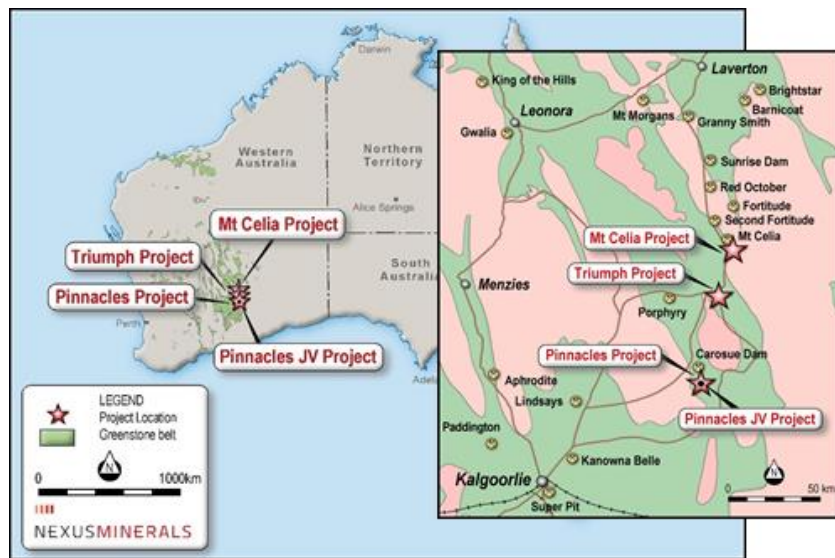 Darwin
Western
Australia
Northern
Territory
Alice Springs
South
Australia
Perth
Mt Celia Project
Triumph Project
Pinnacles Project
Pinnacles JV Project
LEGEND
Project Location
Greenstone belt
N
0 1000km
NEXUSMINERALS
King of the Hills
Laverton
Brightstar
Barnicoat
Leonora
Mt Morgans
Granny Smith
Gwalia
Sunrise Dam
Red October
Fortitude
Second Fortitude
Mt Celia
Mt Celia Project
Triumph Project
Menzies
Porphyry
Pinnacles Project
Carosue Dam
Aphrodite
Lindsays
Pinnacles JV Project
Paddington
Kanowna Belle
Kalgoorlie
Super Pit
N
0 50 km